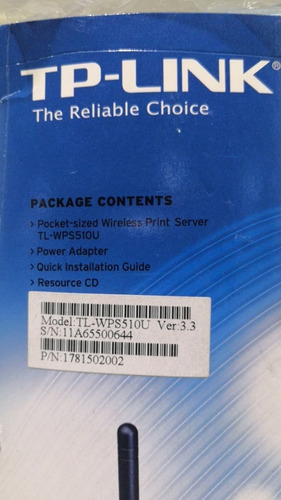 TP-LINK®
The Reliable Choice
PACKAGE CONTENTS
› Pocket-sized Wireless Print Server
TL-WPS510U
› Power Adapter
› Quick Installation Guide
› Resource CD
Model:TL-WPS510U Ver:3.3
S/N:11A65500644
P/N:1781502002